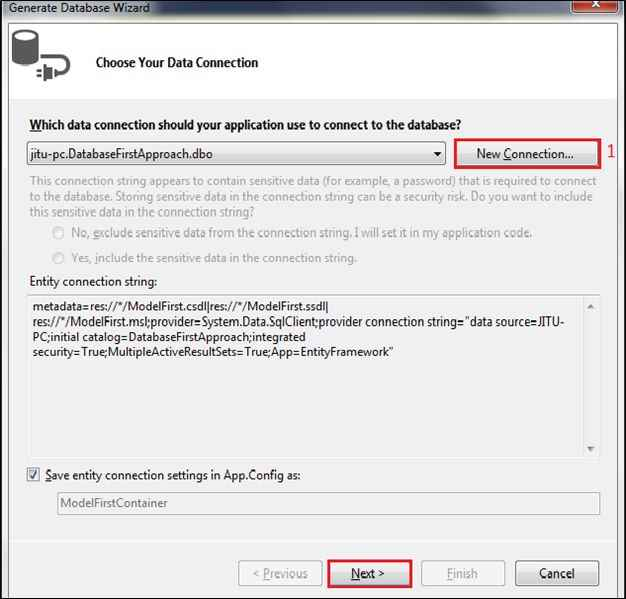 Generate Database Wizard
x
Choose Your Data Connection
Which data connection should your application use to connect to the database?
jitu-pc.DatabaseFirstApproach.dbo
New Connection...
1
This connection string appears to contain sensitive data (for example, a password) that is required to connect
to the database. Storing sensitive data in the connection string can be a security risk. Do you want to include
this sensitive data in the connection string?
No, exclude sensitive data from the connection string. I will set it in my application code.
Yes, include the sensitive data in the connection string.
Entity connection string:
metadata=res://*/ModelFirst.csdl|res://*/ModelFirst.ssdl|
res://*/ModelFirst.msl;provider=System.Data.SqlClient;provider connection string="data source=JITU-
PC;initial catalog=DatabaseFirstApproach;integrated
security=True;MultipleActiveResultSets=True;App=EntityFramework"
Save entity connection settings in App.Config as:
ModelFirstContainer
< Previous
Next >
Finish
Cancel